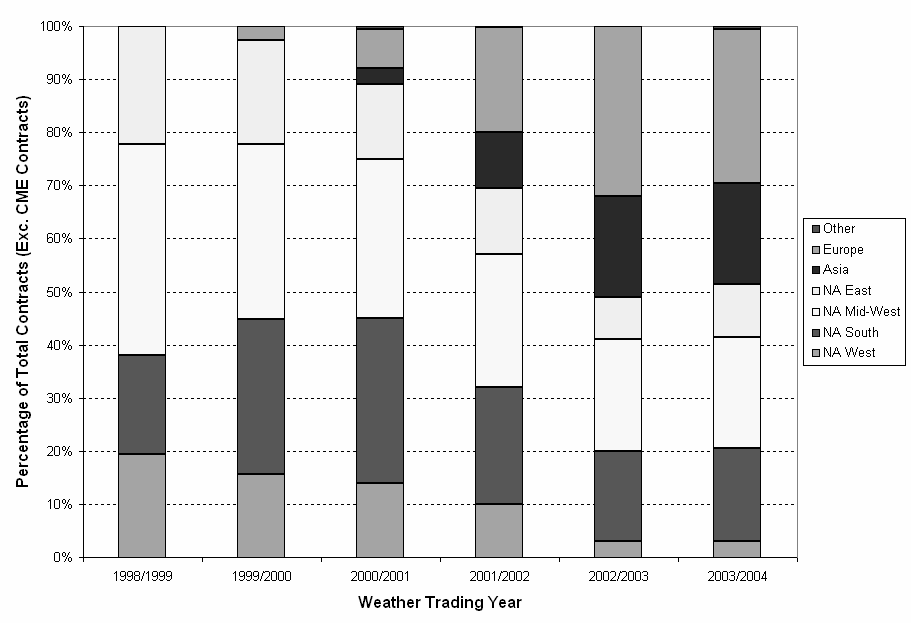 Percentage of Total Contracts (Exc. CME Contracts)
100%
90%
80%
70%
60%
50%
40%
30%
20%
10%
0%
1998/1999
1999/2000
2000/2001
2001/2002
2002/2003
2003/2004
Weather Trading Year
Other
Europe
Asia
NA East
NA Mid-West
NA South
NA West